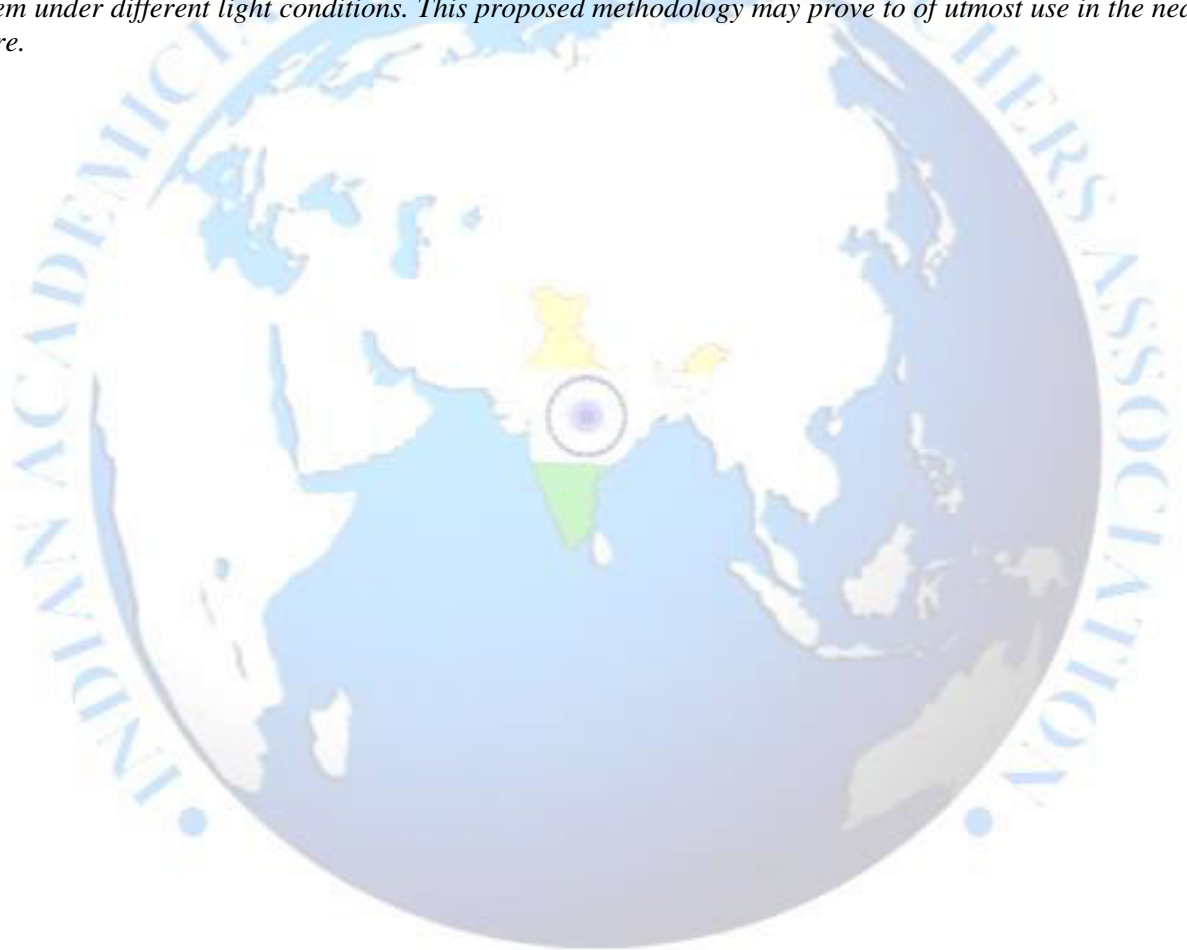 em under different light conditions. This proposed methodology may prove to of utmost use in the nea
re.
INDIAN ACADEMIC
CHERS ASSOCIATION